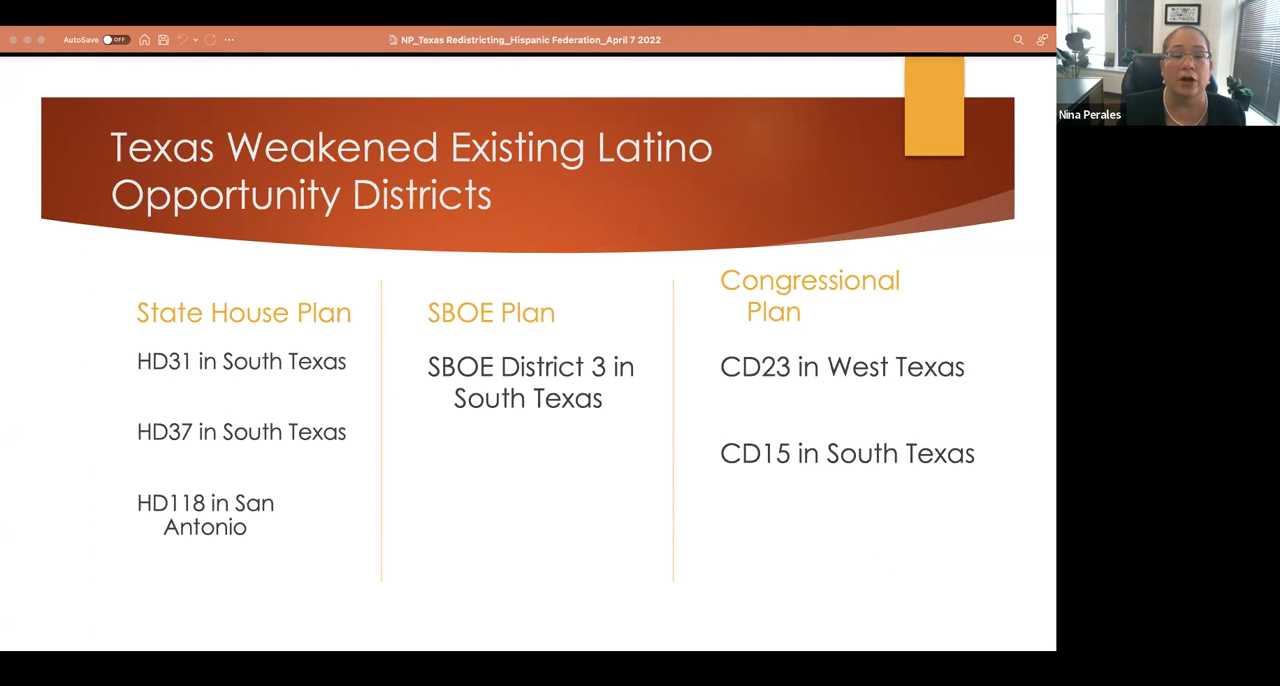 AutoSave OFF
NP_Texas Redistricting_Hispanic Federation_April 7 2022
Nina Perales
Texas Weakened Existing Latino
Opportunity Districts
State House Plan
HD31 in South Texas
HD37 in South Texas
HD118 in San
Antonio
SBOE Plan
SBOE District 3 in
South Texas
Congressional
Plan
CD23 in West Texas
CD15 in South Texas